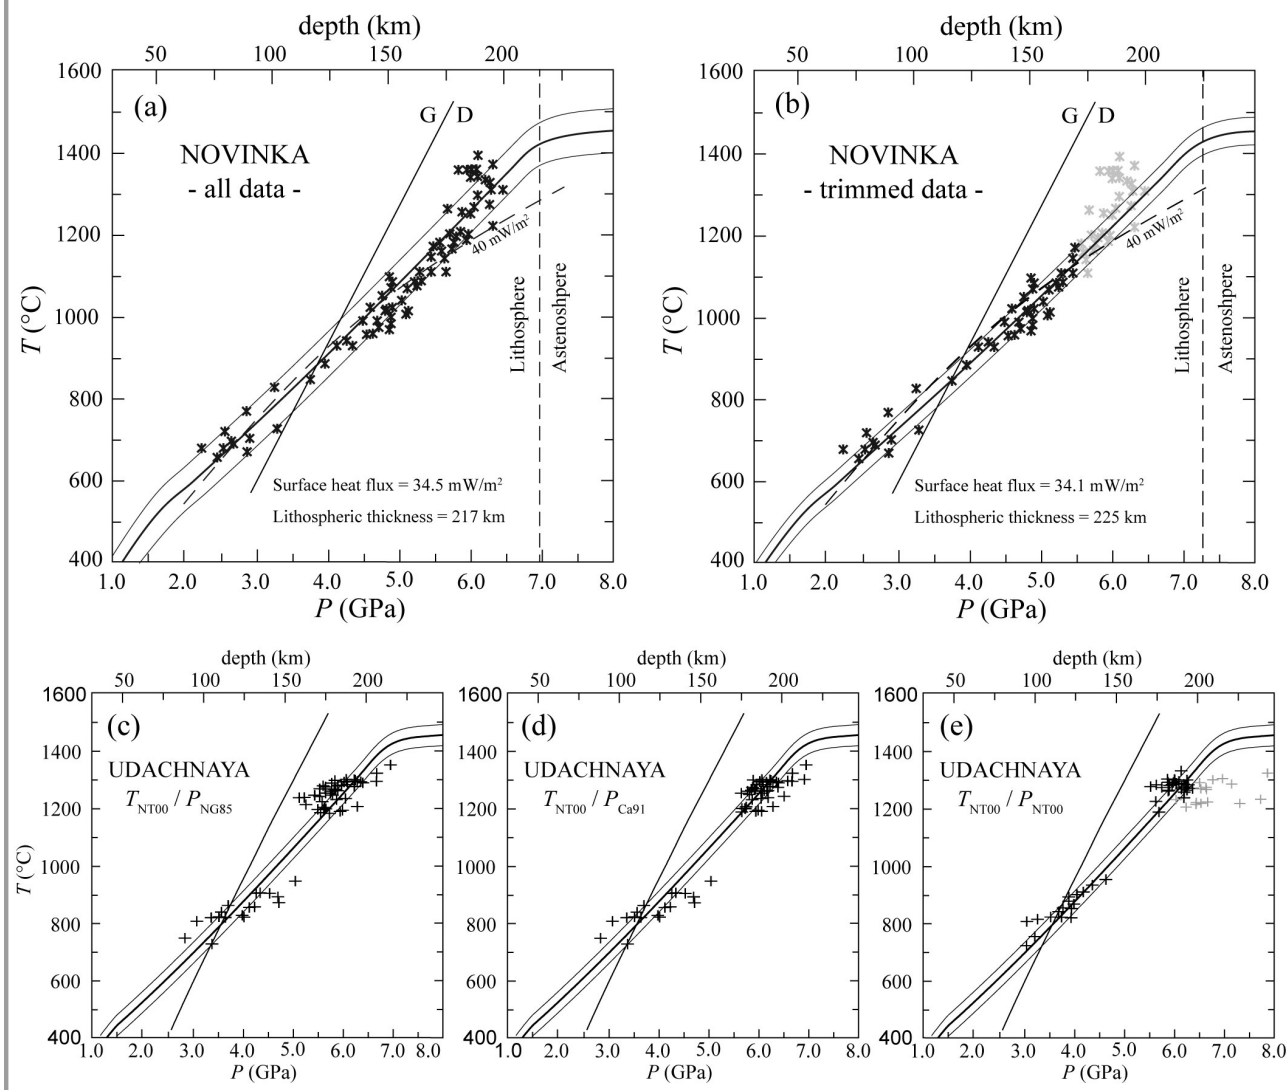 depth (km)
50 100 150 200
1600
1400
1200
1000
800
600
400
T (°C)
(a)
NOVINKA
- all data -
G / D
40 mW/m²
Lithosphere
Astenoshpere
Surface heat flux = 34.5 mW/m²
Lithospheric thickness = 217 km
1.0 2.0 3.0 4.0 5.0 6.0 7.0 8.0
P (GPa)
depth (km)
50 100 150 200
1600
1400
1200
1000
800
600
400
T (°C)
(b)
NOVINKA
- trimmed data -
G / D
40 mW/m²
Lithosphere
Astenoshpere
Surface heat flux = 34.1 mW/m²
Lithospheric thickness = 225 km
1.0 2.0 3.0 4.0 5.0 6.0 7.0 8.0
P (GPa)
depth (km)
50 100 150 200
1600
1400
1200
1000
800
600
400
T (°C)
(c)
UDACHNAYA
TNT00 / PNG85
1.0 2.0 3.0 4.0 5.0 6.0 7.0 8.0
P (GPa)
depth (km)
50 100 150 200
1600
1400
1200
1000
800
600
400
(d)
UDACHNAYA
TNT00 / PCa91
1.0 2.0 3.0 4.0 5.0 6.0 7.0 8.0
P (GPa)
depth (km)
50 100 150 200
1600
1400
1200
1000
800
600
400
(e)
UDACHNAYA
TNT00 / PNT00
1.0 2.0 3.0 4.0 5.0 6.0 7.0 8.0
P (GPa)